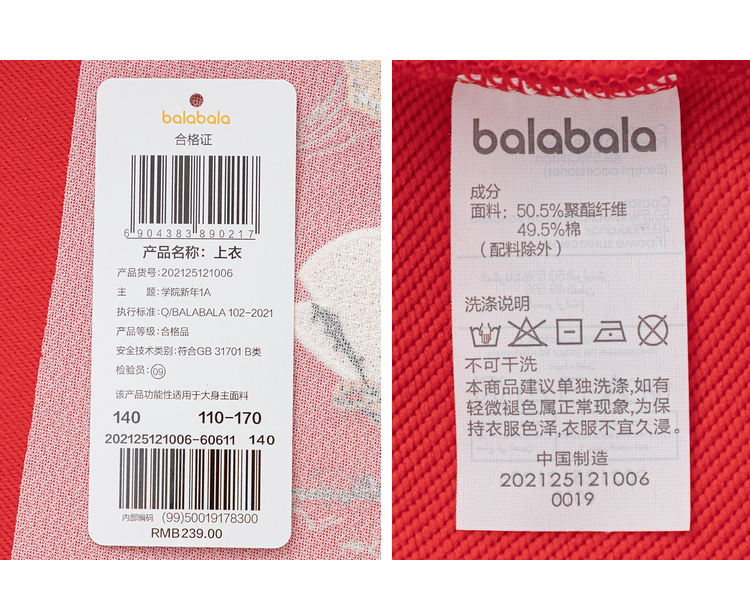 balabala
合格证
6 904383 890217
产品名称: 上衣
产品货号: 202125121006
主 题: 学院新年1A
执行标准: Q/BALABALA 102-2021
产品等级: 合格品
安全技术类别: 符合GB 31701 B类
检验员: 09
该产品功能性适用于大身主面料
140 110-170
202125121006-60611 140
内部编码 (99)50019178300
RMB239.00
balabala
成分
面料: 50.5%聚酯纤维
49.5%棉
(配料除外)
洗涤说明
不可干洗
本商品建议单独洗涤,如有
轻微褪色属正常现象,为保
持衣服色泽,衣服不宜久浸。
中国制造
202125121006
0019